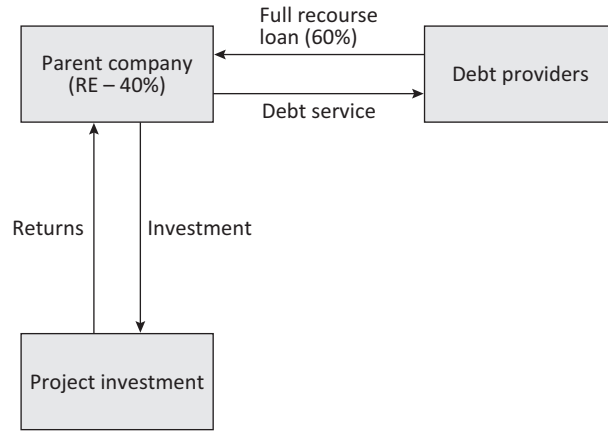 Full recourse
loan (60%)
Parent company
(RE – 40%)
Debt providers
Debt service
Returns
Investment
Project investment